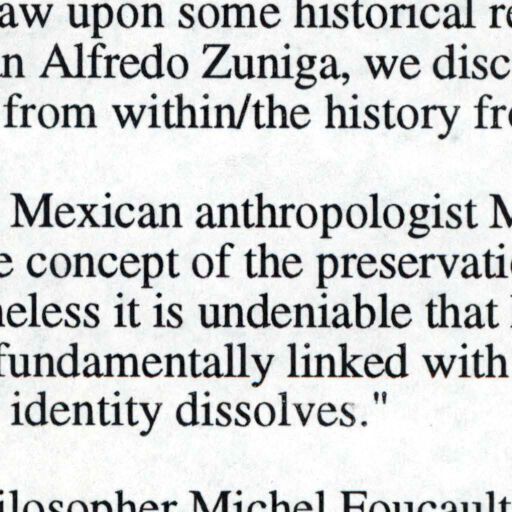 aw upon some historical re
n Alfredo Zuniga, we disc
from within/the history fr
Mexican anthropologist M
e concept of the preservati
neless it is undeniable that
fundamentally linked with
identity dissolves."
ilosopher Michel Foucault